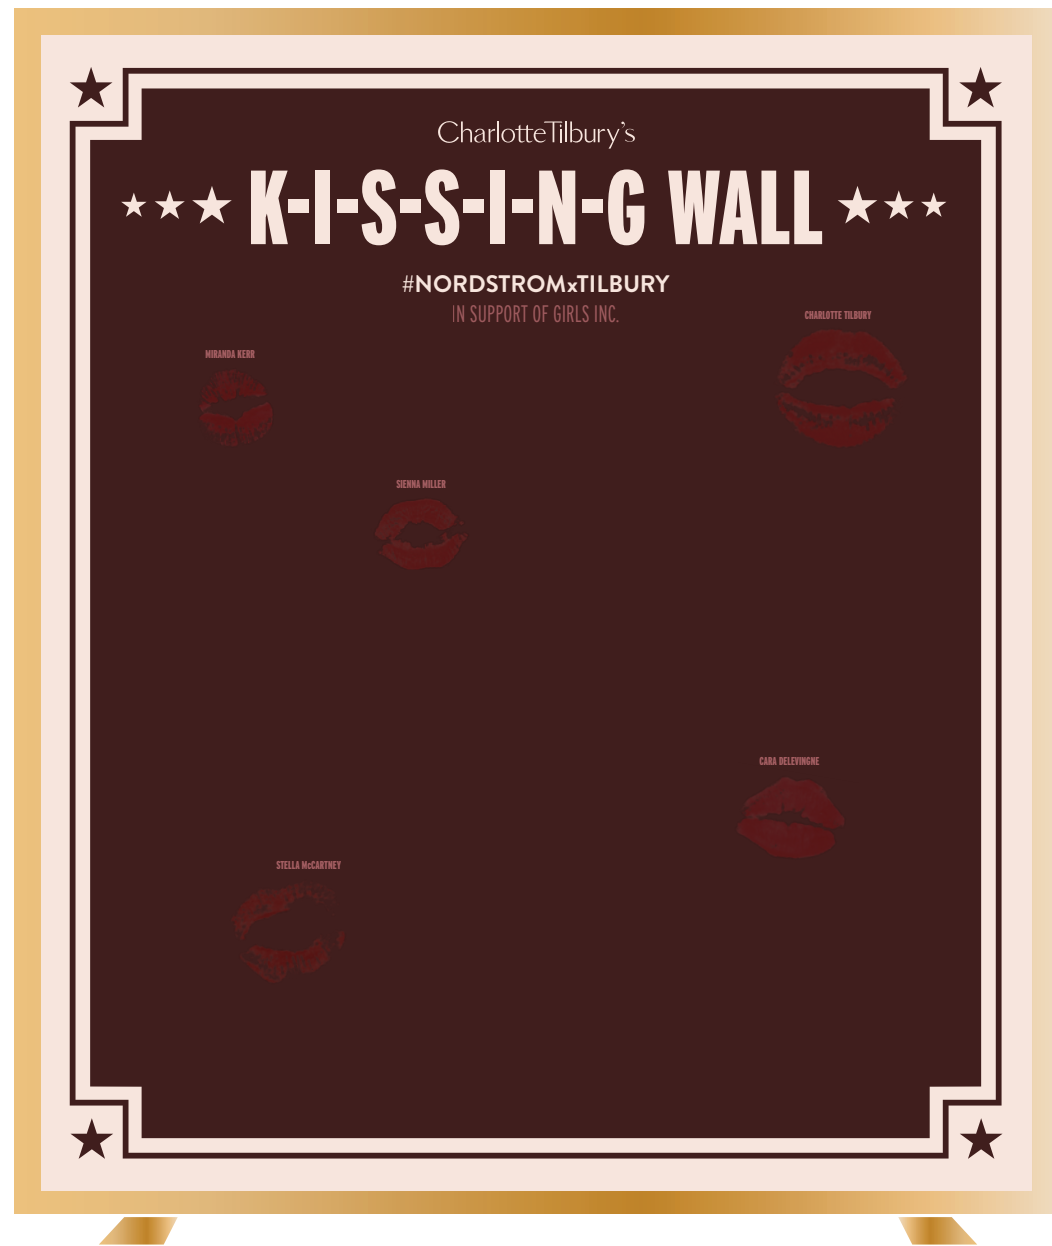 CharlotteTilbury's
K-I-S-S-I-N-G WALL
#NORDSTROMxTILBURY
IN SUPPORT OF GIRLS INC.
CHARLOTTE TILBURY
MIRANDA KERR
SIENNA MILLER
CARA DELEVINGNE
STELLA McCARTNEY